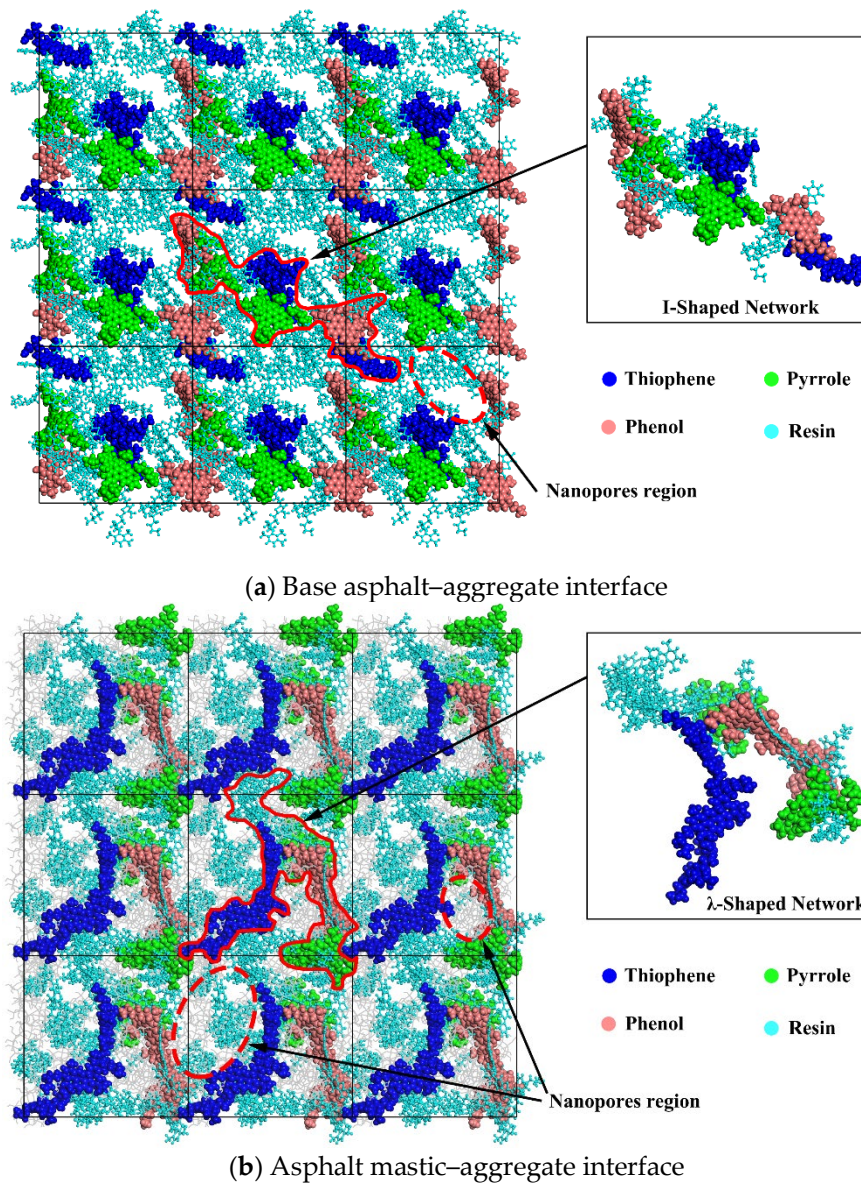 I-Shaped Network
Thiophene
Pyrrole
Phenol
Resin
Nanopores region
(a) Base asphalt–aggregate interface
λ-Shaped Network
Thiophene
Pyrrole
Phenol
Resin
Nanopores region
(b) Asphalt mastic–aggregate interface